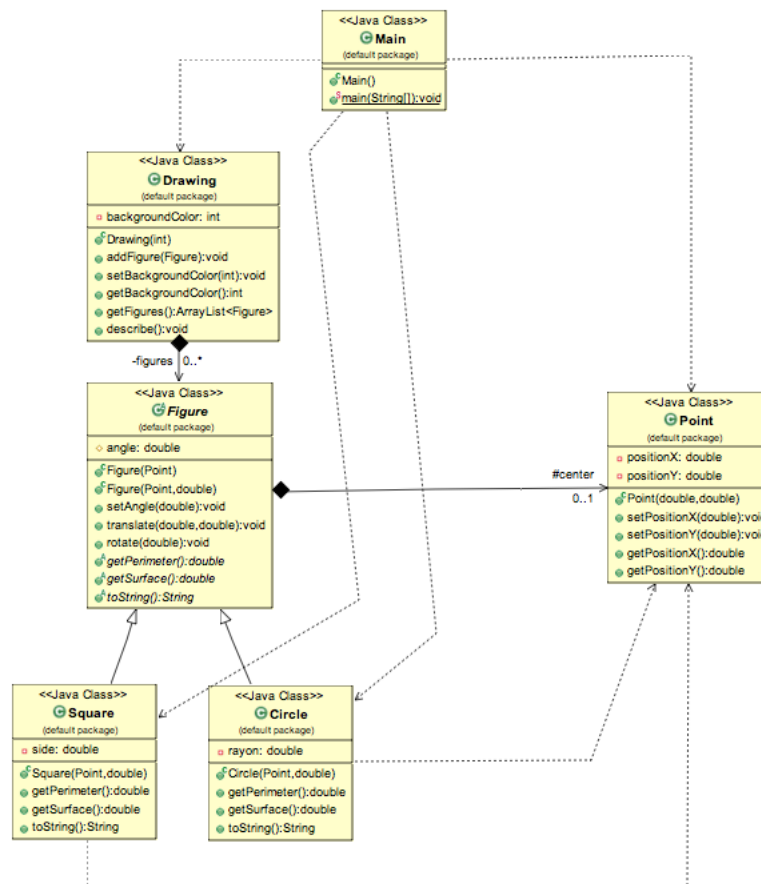 <<Java Class>>
Main
(default package)
Main()
main(String[]):void
<<Java Class>>
Drawing
(default package)
backgroundColor: int
Drawing(int)
addFigure(Figure):void
setBackgroundColor(int):void
getBackgroundColor():int
getFigures():ArrayList<Figure>
describe():void
-figures 0..*
<<Java Class>>
Figure
(default package)
angle: double
Figure(Point)
Figure(Point,double)
setAngle(double):void
translate(double,double):void
rotate(double):void
getPerimeter():double
getSurface():double
toString():String
#center
0..1
<<Java Class>>
Point
(default package)
positionX: double
positionY: double
Point(double,double)
setPositionX(double):voi
setPositionY(double):voi
getPositionX():double
getPositionY():double
<<Java Class>>
Square
(default package)
side: double
Square(Point,double)
getPerimeter():double
getSurface():double
toString():String
<<Java Class>>
Circle
(default package)
rayon: double
Circle(Point,double)
getPerimeter():double
getSurface():double
toString():String